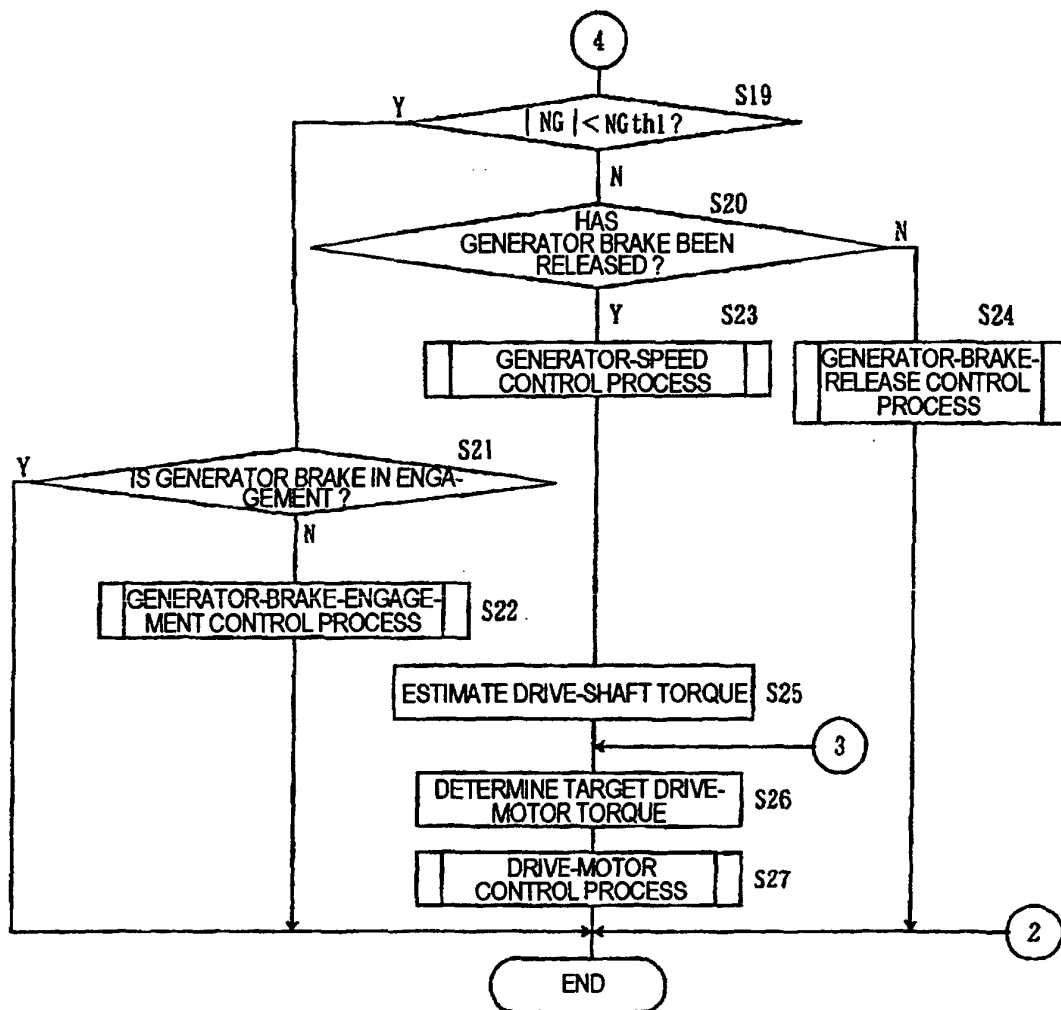 4
S19
Y
| NG | < NGth1 ?
N
S20
HAS
GENERATOR BRAKE BEEN
RELEASED ?
N
Y
S23
S24
GENERATOR-SPEED
CONTROL PROCESS
GENERATOR-BRAKE-
RELEASE CONTROL
PROCESS
S21
Y
IS GENERATOR BRAKE IN ENGA-
GEMENT ?
N
GENERATOR-BRAKE-ENGAGE-
MENT CONTROL PROCESS
S22
ESTIMATE DRIVE-SHAFT TORQUE
S25
3
DETERMINE TARGET DRIVE-
MOTOR TORQUE
S26
DRIVE-MOTOR
CONTROL PROCESS
S27
2
END